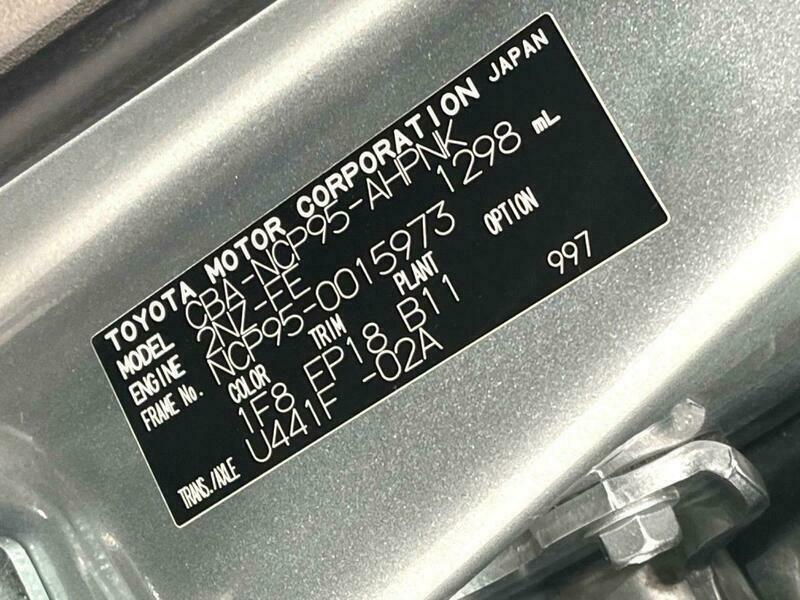 TOYOTA MOTOR CORPORATION JAPAN
MODEL CBA-NCP95-AHPNK
ENGINE 2NZ-FE 1298 mL
FRAME No. NCP95-0015973
COLOR TRIM PLANT OPTION
1F8 FP18 B11 997
TRANS./AXLE U441F -02A